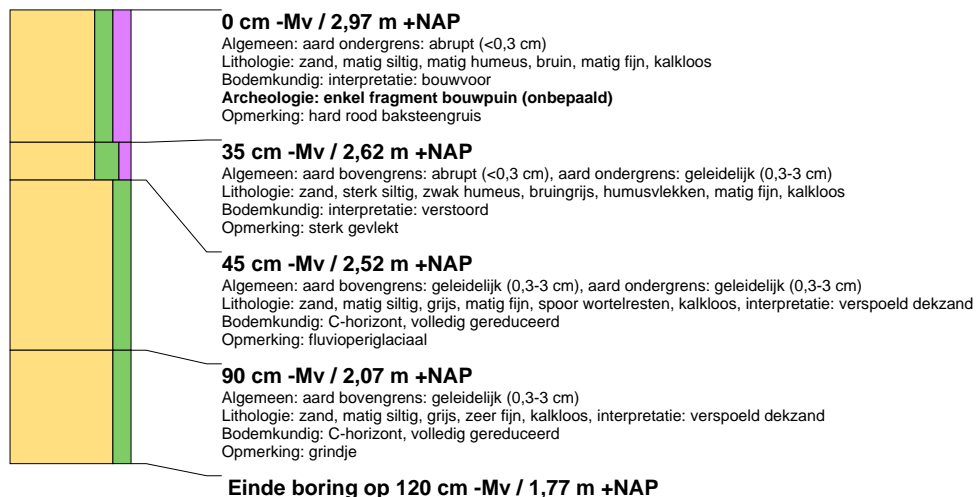 0 cm -Mv / 2,97 m +NAP
Algemeen: aard ondergrens: abrupt (<0,3 cm)
Lithologie: zand, matig siltig, matig humeus, bruin, matig fijn, kalkloos
Bodemkundig: interpretatie: bouwvoor
Archeologie: enkel fragment bouwpuin (onbepaald)
Opmerking: hard rood baksteengruis
35 cm -Mv / 2,62 m +NAP
Algemeen: aard bovengrens: abrupt (<0,3 cm), aard ondergrens: geleidelijk (0,3-3 cm)
Lithologie: zand, sterk siltig, zwak humeus, bruingrijs, humusvlekken, matig fijn, kalkloos
Bodemkundig: interpretatie: verstoord
Opmerking: sterk gevlekt
45 cm -Mv / 2,52 m +NAP
Algemeen: aard bovengrens: geleidelijk (0,3-3 cm), aard ondergrens: geleidelijk (0,3-3 cm)
Lithologie: zand, matig siltig, grijs, matig fijn, spoor wortelresten, kalkloos, interpretatie: verspoeld dekzand
Bodemkundig: C-horizont, volledig gereduceerd
Opmerking: fluvioperiglaciaal
90 cm -Mv / 2,07 m +NAP
Algemeen: aard bovengrens: geleidelijk (0,3-3 cm)
Lithologie: zand, matig siltig, grijs, zeer fijn, kalkloos, interpretatie: verspoeld dekzand
Bodemkundig: C-horizont, volledig gereduceerd
Opmerking: grindje
Einde boring op 120 cm -Mv / 1,77 m +NAP